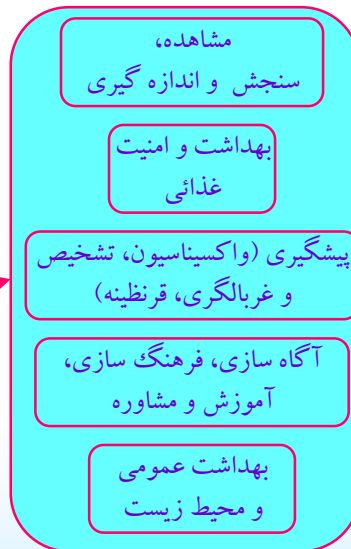 مشاهده،
سنجش و اندازه گیری
بهداشت و امنیت
غذائی
پیشگیری (واکسیناسیون، تشخیص
و غربالگری، قرنظینه)
آگاه سازی، فرهنگ سازی،
آموزش و مشاوره
بهداشت عمومی
و محیط زیست